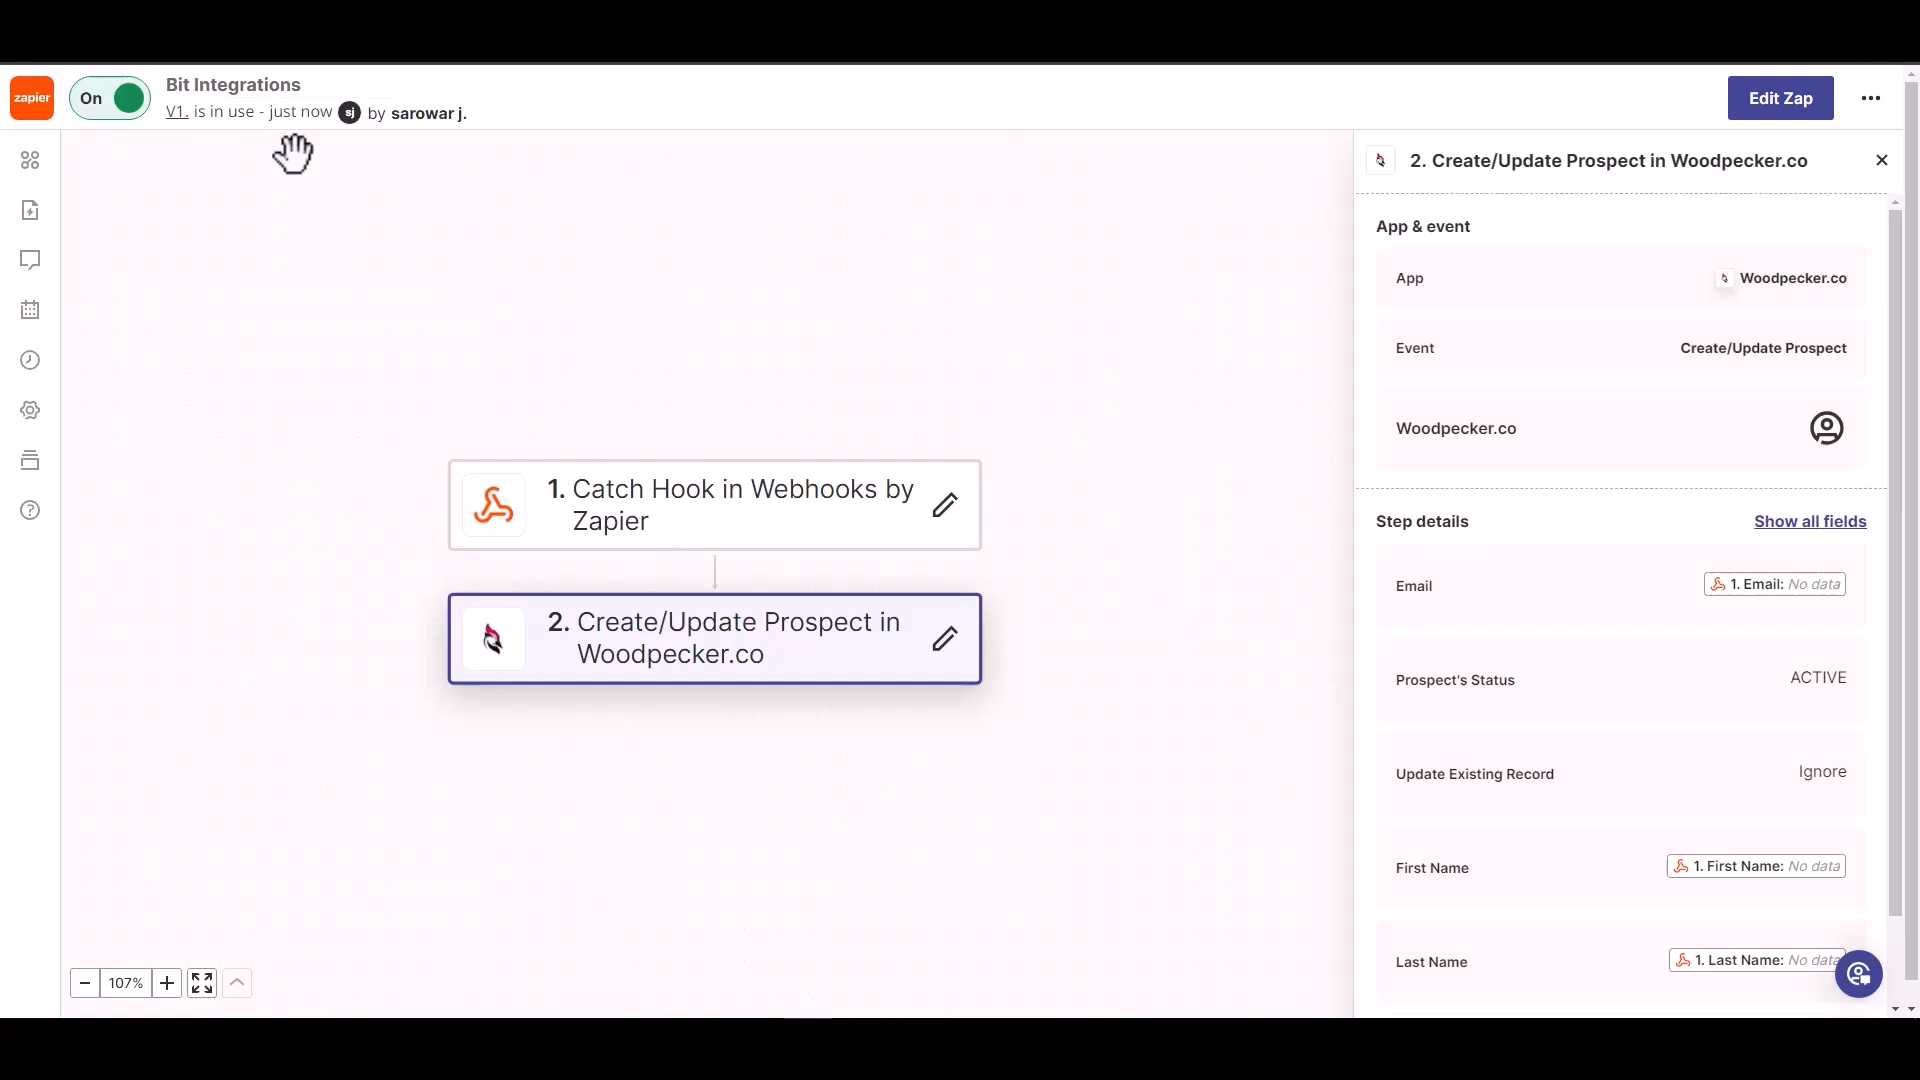 zapier
On
Bit Integrations
V1. is in use - just now sj by sarowar j.
Edit Zap
2. Create/Update Prospect in Woodpecker.co
App & event
App
Woodpecker.co
Event
Create/Update Prospect
Woodpecker.co
1. Catch Hook in Webhooks by
Zapier
2. Create/Update Prospect in
Woodpecker.co
Step details
Show all fields
Email
1. Email: No data
Prospect's Status
ACTIVE
Update Existing Record
Ignore
First Name
1. First Name: No data
Last Name
1. Last Name: No data
107%